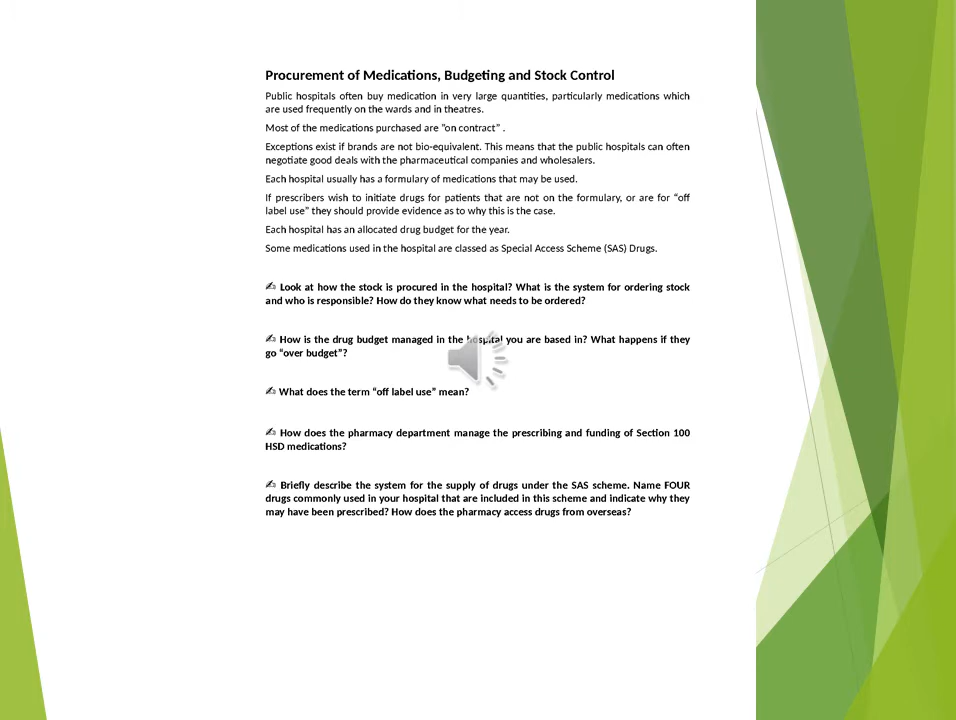 Procurement of Medications, Budgeting and Stock Control
Public hospitals often buy medication in very large quantities, particularly medications which
are used frequently on the wards and in theatres.
Most of the medications purchased are "on contract" .
Exceptions exist if brands are not bio-equivalent. This means that the public hospitals can often
negotiate good deals with the pharmaceutical companies and wholesalers.
Each hospital usually has a formulary of medications that may be used.
If prescribers wish to initiate drugs for patients that are not on the formulary, or are for “off
label use” they should provide evidence as to why this is the case.
Each hospital has an allocated drug budget for the year.
Some medications used in the hospital are classed as Special Access Scheme (SAS) Drugs.
✍ Look at how the stock is procured in the hospital? What is the system for ordering stock
and who is responsible? How do they know what needs to be ordered?
✍ How is the drug budget managed in the hospital you are based in? What happens if they
go “over budget”?
✍ What does the term “off label use” mean?
✍ How does the pharmacy department manage the prescribing and funding of Section 100
HSD medications?
✍ Briefly describe the system for the supply of drugs under the SAS scheme. Name FOUR
drugs commonly used in your hospital that are included in this scheme and indicate why they
may have been prescribed? How does the pharmacy access drugs from overseas?